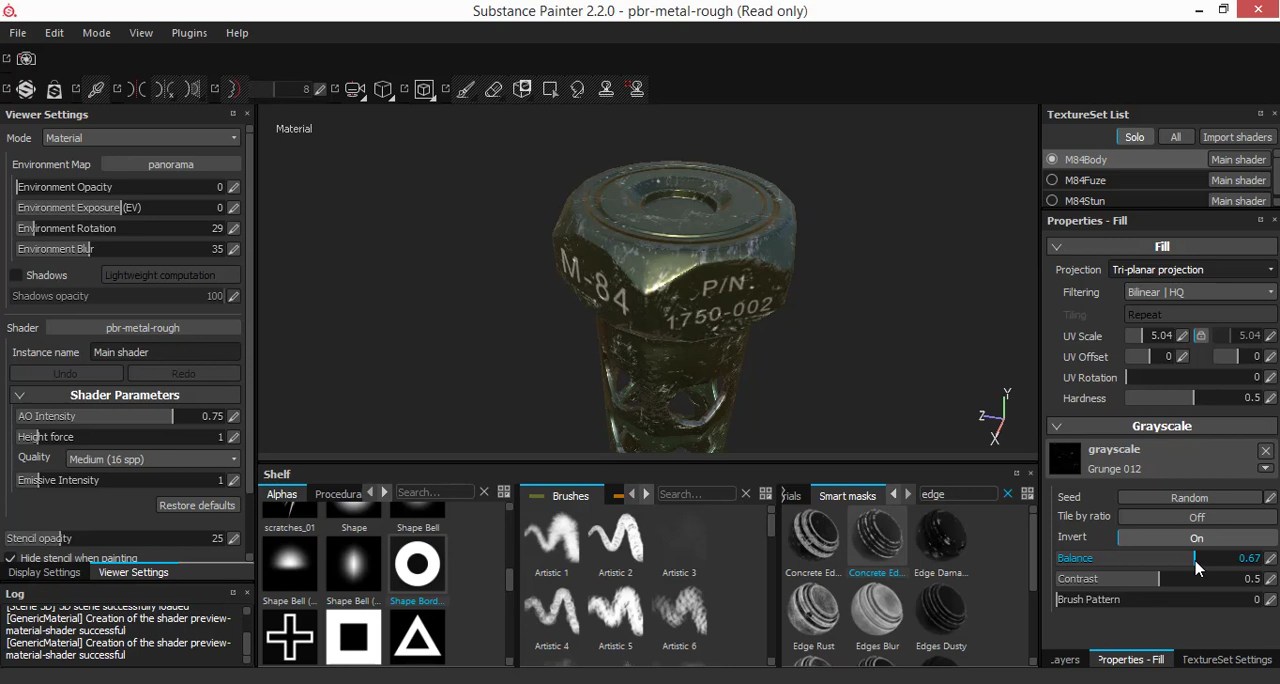 Substance Painter 2.2.0 - pbr-metal-rough (Read only)
File Edit Mode View Plugins Help
8
Viewer Settings
Mode Material
Environment Map panorama
Environment Opacity 0
Environment Exposure (EV) 0
Environment Rotation 29
Environment Blur 35
Shadows Lightweight computation
Shadows opacity 100
Shader pbr-metal-rough
Instance name Main shader
Undo Redo
Shader Parameters
AO Intensity 0.75
Height force 1
Quality Medium (16 spp)
Emissive Intensity 1
Restore defaults
Stencil opacity 25
Hide stencil when painting
Display Settings Viewer Settings
Log
[Scene 3D] 3D scene successfully loaded
[GenericMaterial] Creation of the shader preview-
material-shader successful
[GenericMaterial] Creation of the shader preview-
material-shader successful
Material
M-84
P/N.
1750-002
Y
Z
X
Shelf
Alphas Procedura Search...
scratches_01 Shape Shape Bell
Shape Bell (... Shape Bell (... Shape Bord...
Brushes Search...
Artistic 1 Artistic 2 Artistic 3
Artistic 4 Artistic 5 Artistic 6
rials Smart masks edge
Concrete Ed... Concrete Ed... Edge Dama...
Edge Rust Edges Blur Edges Dusty
TextureSet List
Solo All Import shaders
M84Body Main shader
M84Fuze Main shader
M84Stun Main shader
Properties - Fill
Fill
Projection Tri-planar projection
Filtering Bilinear | HQ
Tiling Repeat
UV Scale 5.04 5.04
UV Offset 0 0
UV Rotation 0
Hardness 0.5
Grayscale
grayscale
Grunge 012
Seed Random
Tile by ratio Off
Invert On
Balance 0.67
Contrast 0.5
Brush Pattern 0
Layers Properties - Fill TextureSet Settings